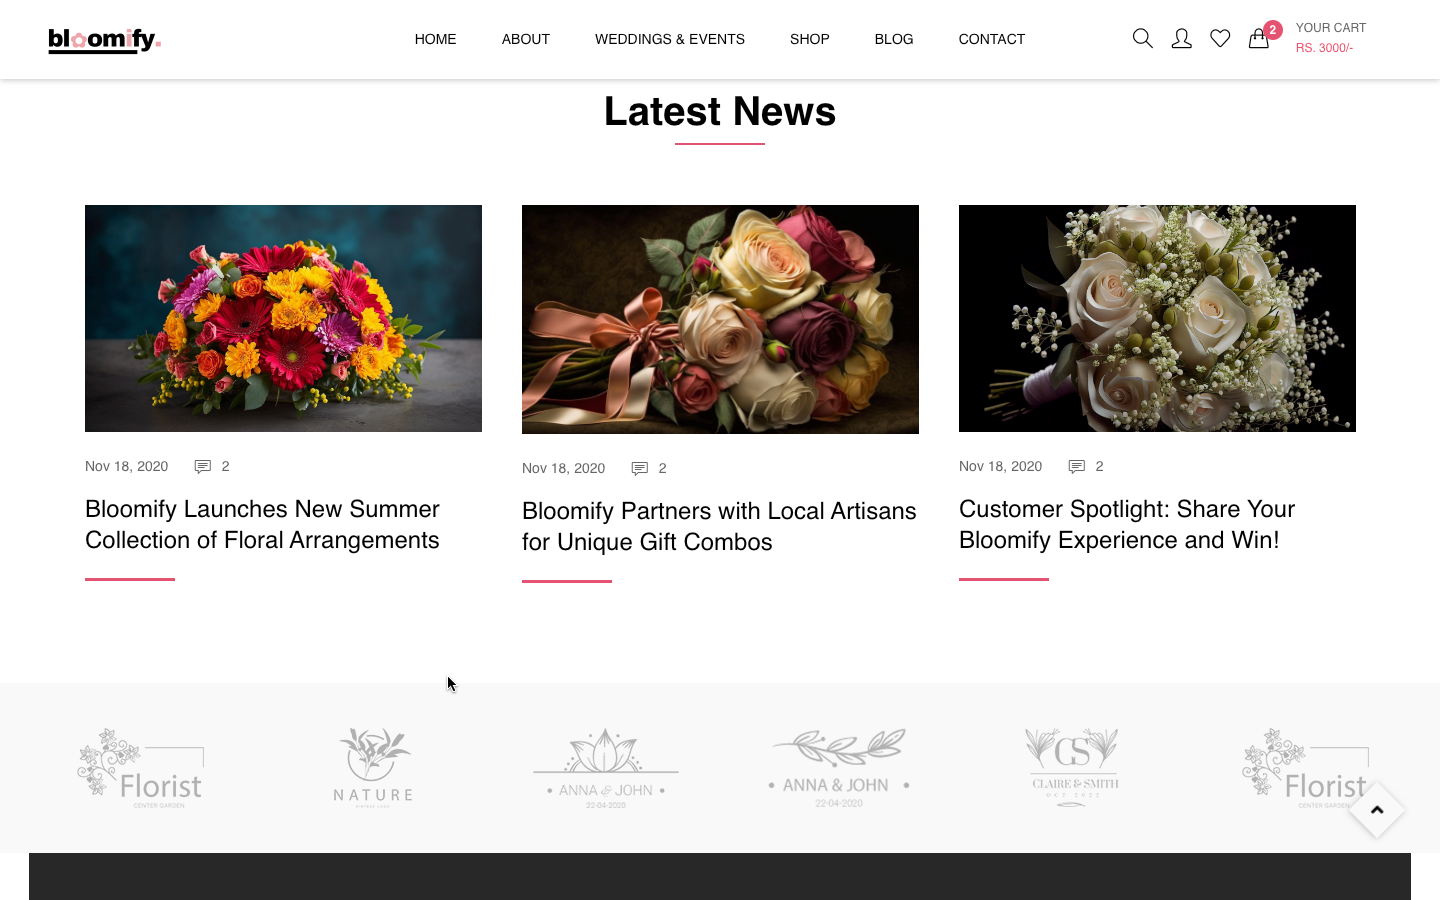 bloomify.
HOME
ABOUT
WEDDINGS & EVENTS
SHOP
BLOG
CONTACT
2
YOUR CART
RS. 3000/-
Latest News
Nov 18, 2020
2
Bloomify Launches New Summer
Collection of Floral Arrangements
Nov 18, 2020
2
Bloomify Partners with Local Artisans
for Unique Gift Combos
Nov 18, 2020
2
Customer Spotlight: Share Your
Bloomify Experience and Win!
Florist
CENTER GARDEN
NATURE
• ANNA & JOHN •
22-04-2020
• ANNA & JOHN •
22-04-2020
CS
CLAIRE & SMITH
Florist
CENTER GARDEN